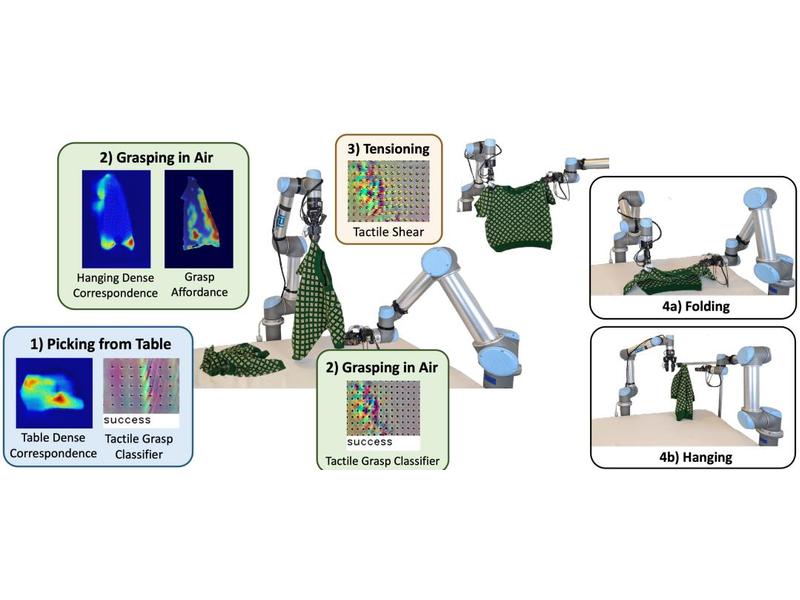 2) Grasping in Air
Hanging Dense
Correspondence
Grasp
Affordance
3) Tensioning
Tactile Shear
1) Picking from Table
success
Table Dense
Correspondence
Tactile Grasp
Classifier
2) Grasping in Air
success
Tactile Grasp Classifier
4a) Folding
4b) Hanging